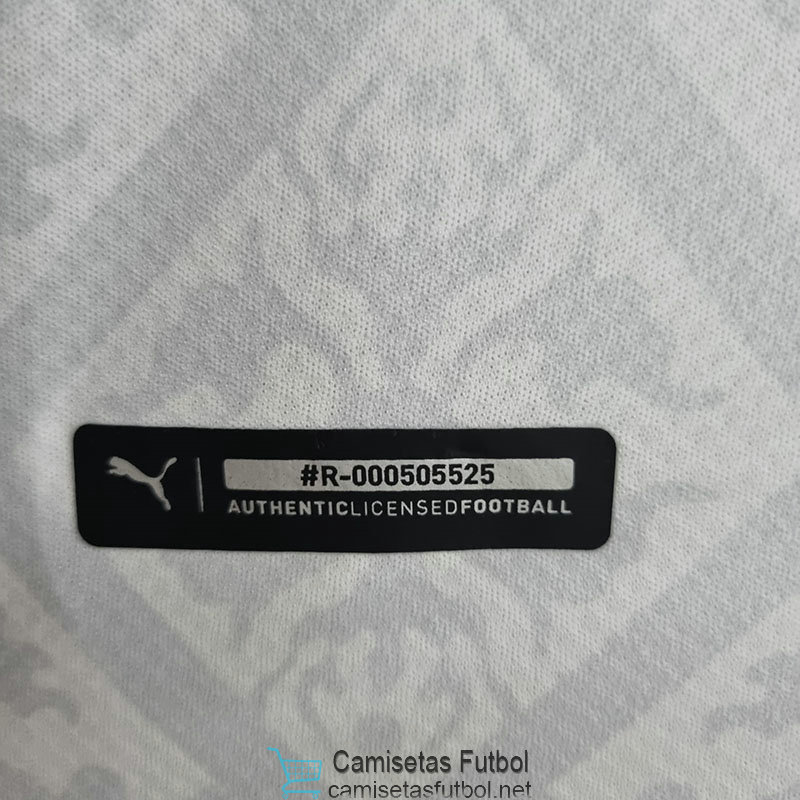 #R-000505525
AUTHENTICLICENSEDFOOTBALL
Camisetas Futbol
camisetasfutbol.net